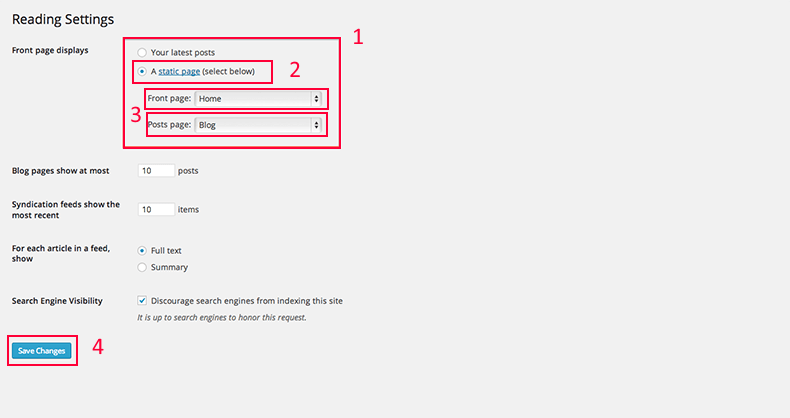 Reading Settings
1
Front page displays
Your latest posts
A static page (select below)
2
Front page: Home
3
Posts page: Blog
Blog pages show at most 10 posts
Syndication feeds show the
most recent
10 items
For each article in a feed,
show
Full text
Summary
Search Engine Visibility
Discourage search engines from indexing this site
It is up to search engines to honor this request.
Save Changes
4